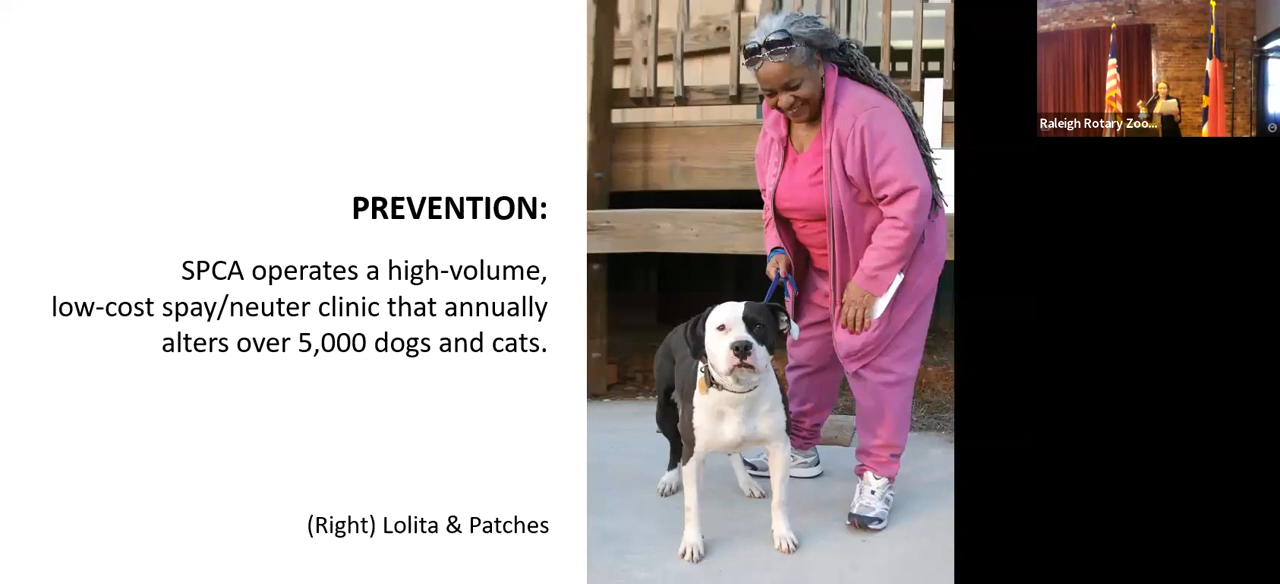 PREVENTION:
SPCA operates a high-volume,
low-cost spay/neuter clinic that annually
alters over 5,000 dogs and cats.
(Right) Lolita & Patches
Raleigh Rotary Zoo...